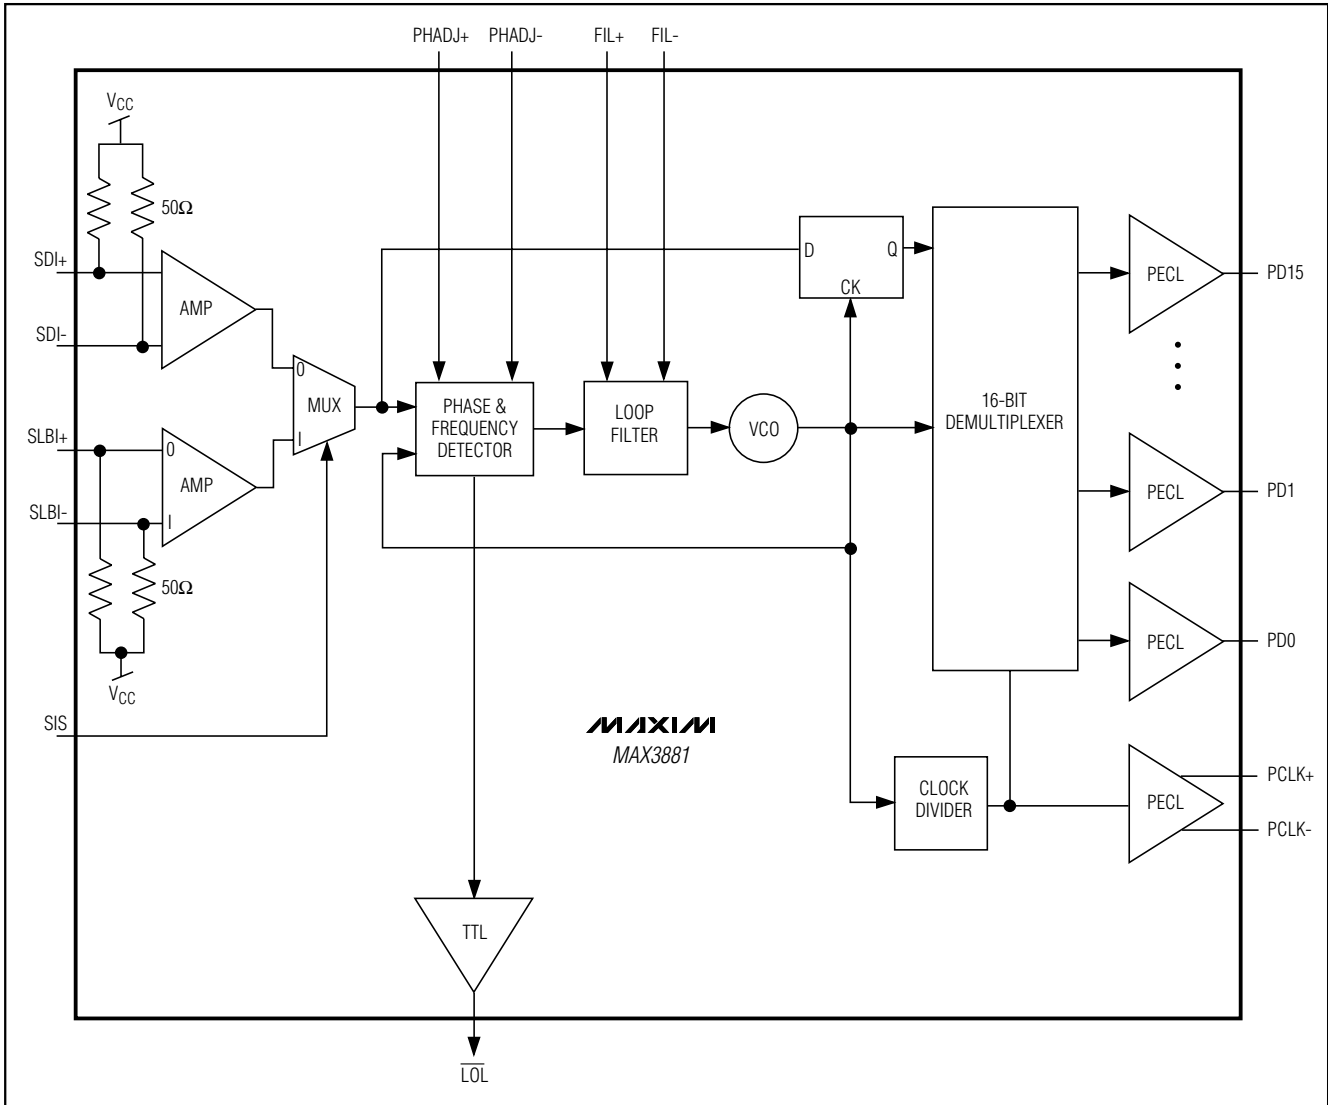 PHADJ+ PHADJ- FIL+ FIL-
VCC
50Ω
SDI+
AMP
SDI-
0
MUX
I
SLBI+
0
AMP
SLBI-
I
50Ω
VCC
SIS
PHASE &
FREQUENCY
DETECTOR
LOOP
FILTER
VCO
D Q
CK
16-BIT
DEMULTIPLEXER
PECL PD15
PECL PD1
PECL PD0
MAXIM
MAX3881
CLOCK
DIVIDER
PECL
PCLK+
PCLK-
TTL
LOL